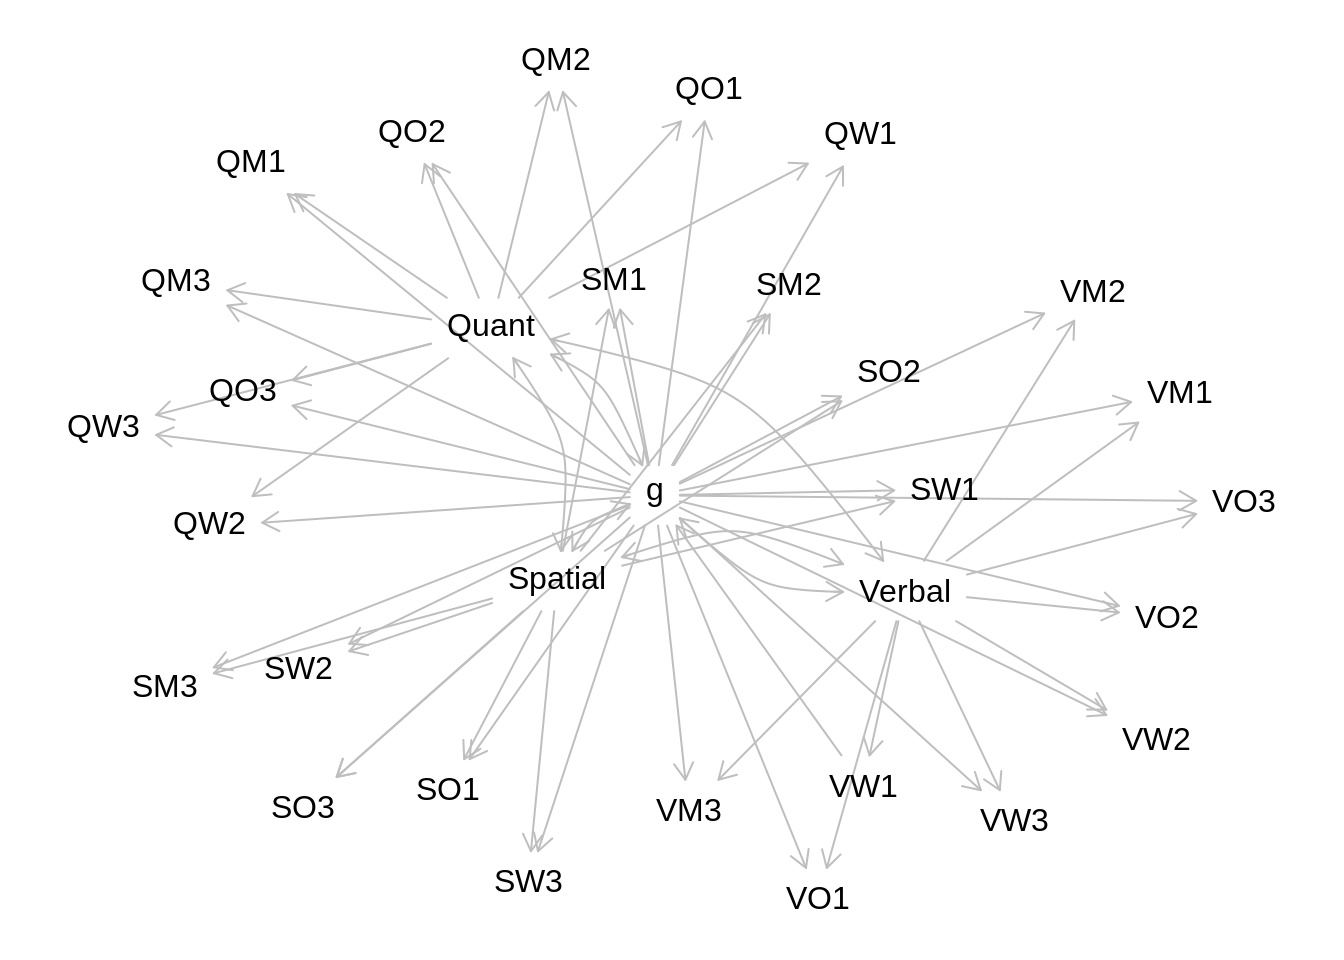 QM2
QO1
QO2
QW1
QM1
QM3
SM1
SM2
VM2
Quant
SO2
QO3
VM1
QW3
g
SW1
VO3
QW2
Spatial
Verbal
VO2
SW2
SM3
VW2
SO1
VW1
SO3
VM3
VW3
SW3
VO1